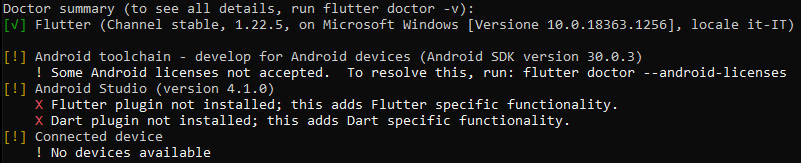 Doctor summary (to see all details, run flutter doctor -v):
[√] Flutter (Channel stable, 1.22.5, on Microsoft Windows [Versione 10.0.18363.1256], locale it-IT)
[!] Android toolchain - develop for Android devices (Android SDK version 30.0.3)
! Some Android licenses not accepted.  To resolve this, run: flutter doctor --android-licenses
[!] Android Studio (version 4.1.0)
X Flutter plugin not installed; this adds Flutter specific functionality.
X Dart plugin not installed; this adds Dart specific functionality.
[!] Connected device
! No devices available